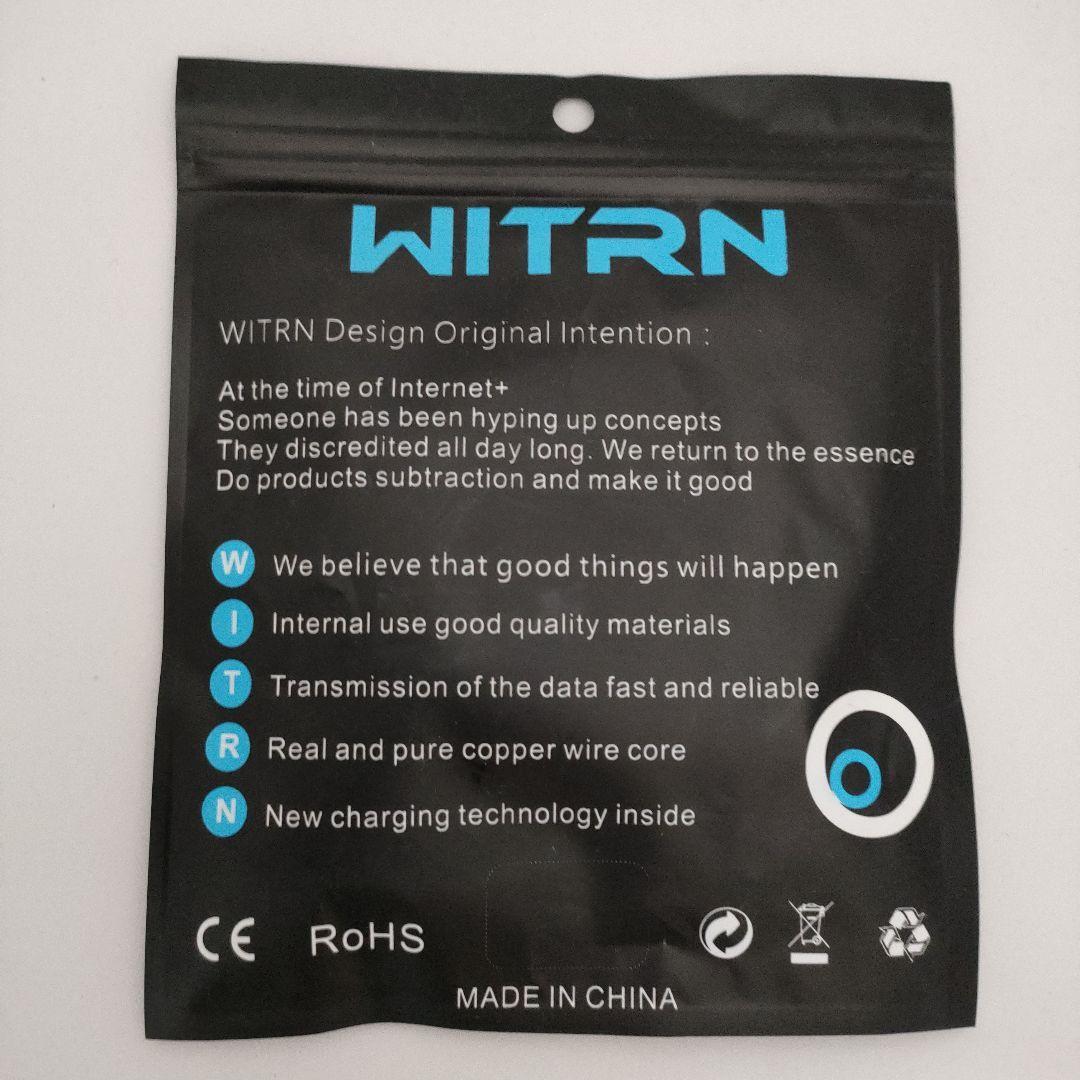 WITRN
WITRN Design Original Intention :
At the time of Internet+
Someone has been hyping up concepts
They discredited all day long. We return to the essence
Do products subtraction and make it good
W We believe that good things will happen
I Internal use good quality materials
T Transmission of the data fast and reliable
R Real and pure copper wire core
N New charging technology inside
CE RoHS
MADE IN CHINA